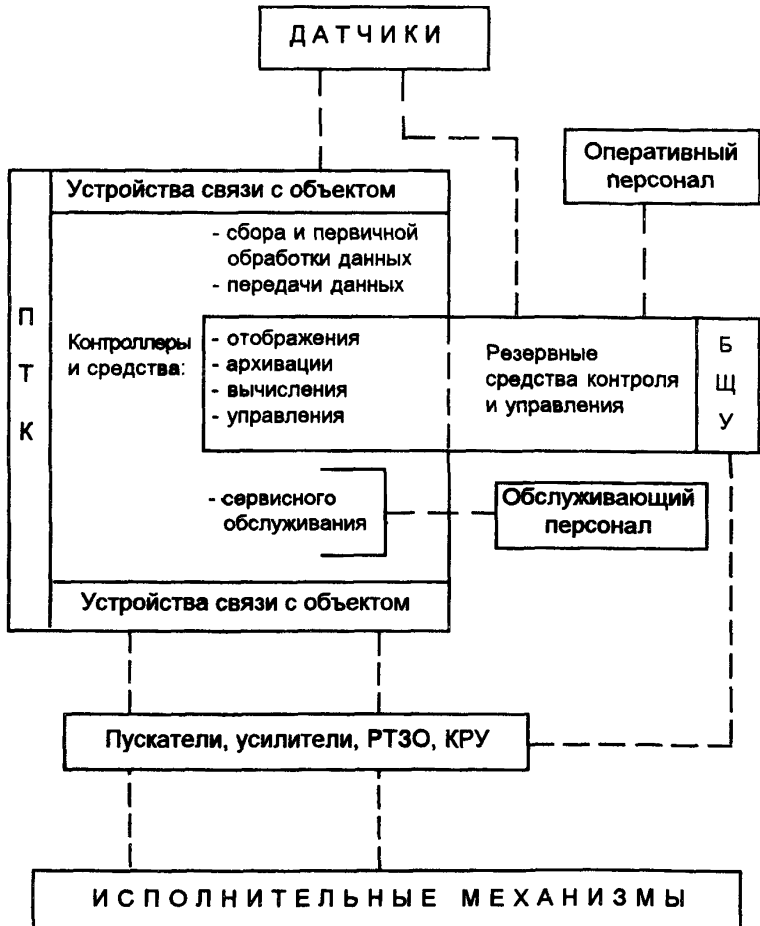 ДАТЧИКИ
Оперативный
персонал
Устройства связи с объектом
- сбора и первичной
обработки данных
- передачи данных
П
Т
К
Контроллеры
и средства:
- отображения
- архивации
- вычисления
- управления
Резервные
средства контроля
и управления
Б
Щ
У
- сервисного
обслуживания
Обслуживающий
персонал
Устройства связи с объектом
Пускатели, усилители, РТЗО, КРУ
ИСПОЛНИТЕЛЬНЫЕ МЕХАНИЗМЫ